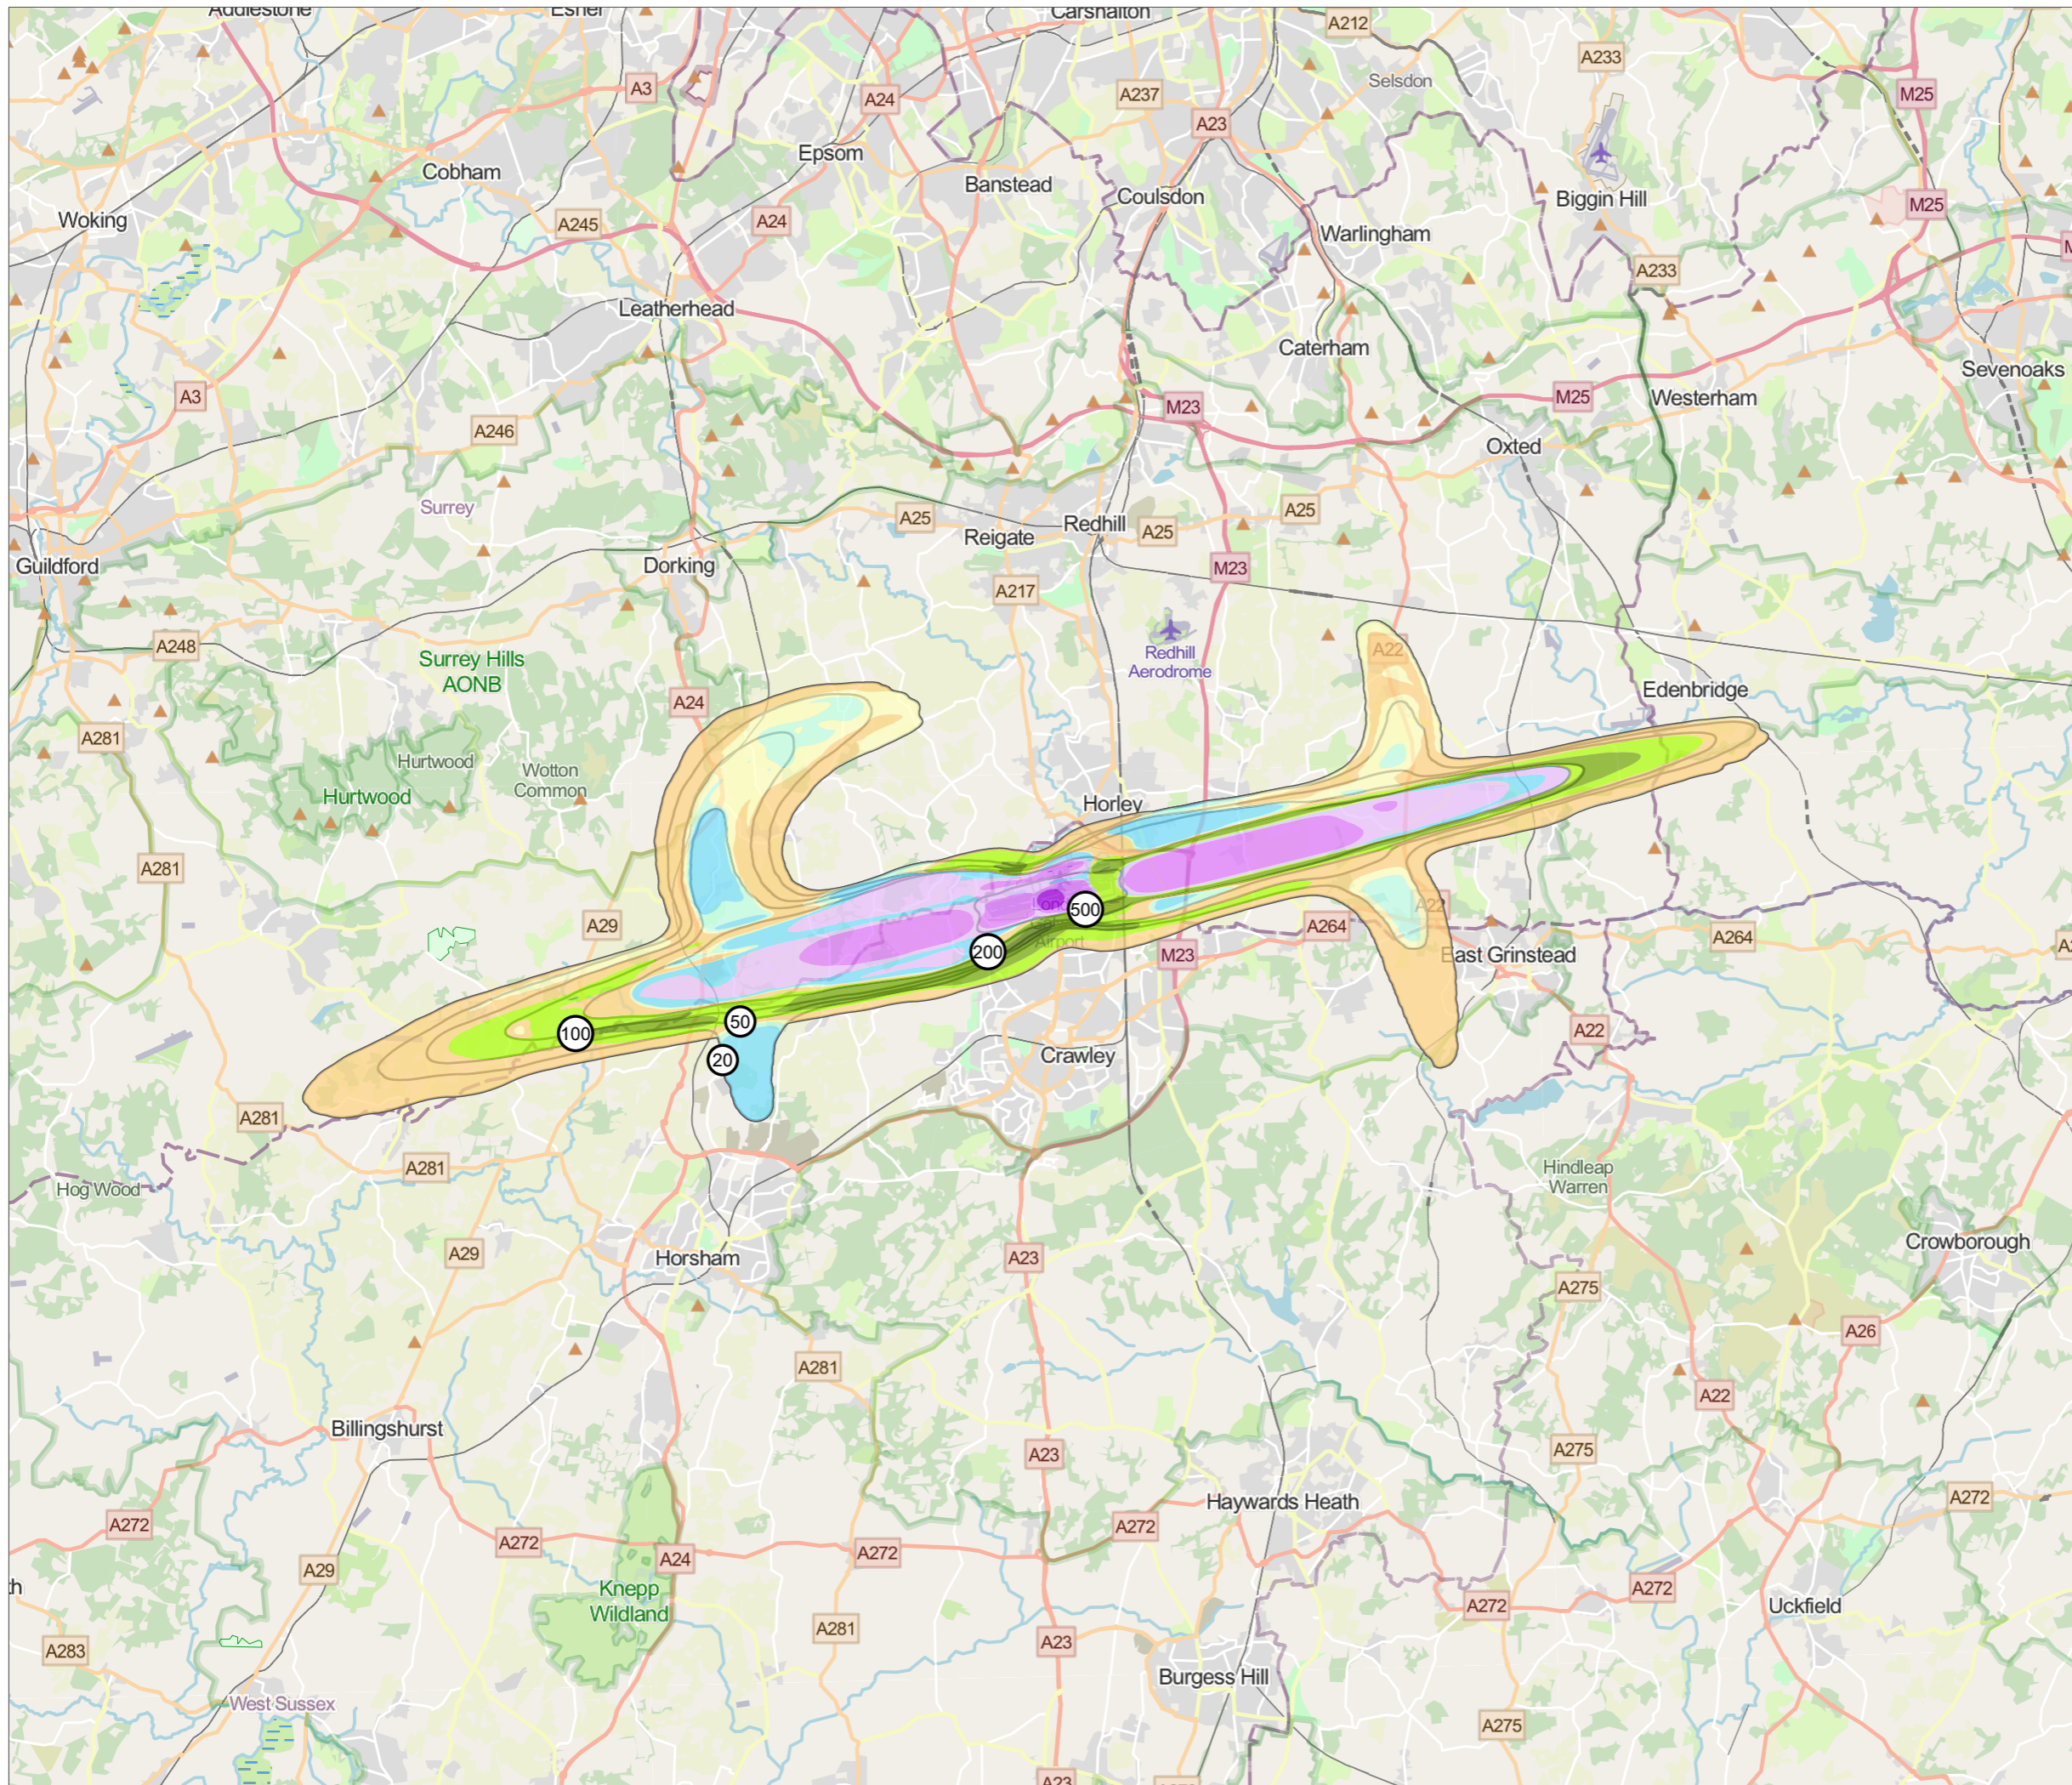 Addlestone
Esher
Carshalton
A212
A233
Selsdon
A3
A24
A237
M25
A23
Epsom
Cobham
Banstead
Coulsdon
Biggin Hill
M25
Woking
A245
A24
Warlingham
A233
Leatherhead
Caterham
Sevenoaks
A3
M23
M25
Westerham
A246
Oxted
Surrey
A25
A25
A25
Reigate
Redhill
Guildford
Dorking
M23
A217
A248
Surrey Hills
AONB
Redhill
Aerodrome
A22
Edenbridge
A24
A281
Hurtwood
Wotton
Common
Hurtwood
Horley
A281
500
A22
A29
A264
A264
Airport
200
M23
East Grinstead
50
100
A22
20
Crawley
A281
A281
Hog Wood
Hindleap
Warren
A29
Horsham
A23
Crowborough
A275
A26
A281
A22
Billingshurst
A23
A275
Haywards Heath
A272
A272
A272
A272
A272
A24
A29
Knepp
Wildland
A272
A272
Uckfield
A281
A283
A23
Burgess Hill
West Sussex
A275
A23